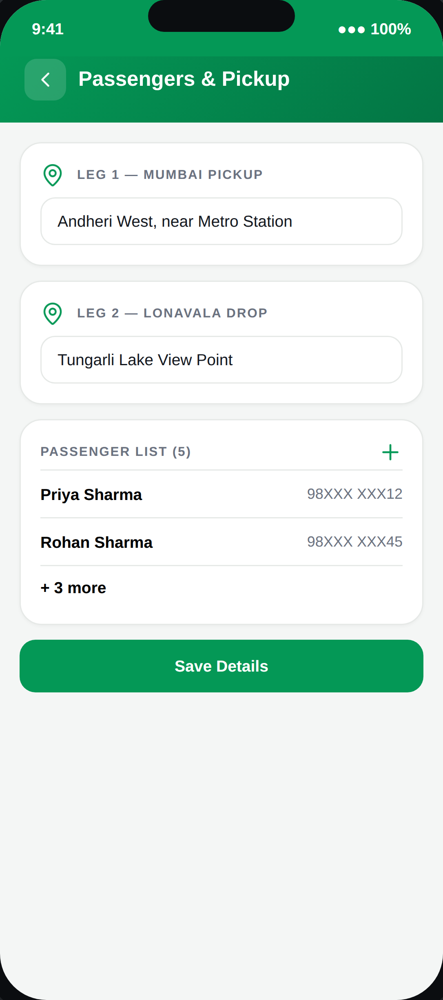 9:41
●●● 100%
Passengers & Pickup
LEG 1 — MUMBAI PICKUP
Andheri West, near Metro Station
LEG 2 — LONAVALA DROP
Tungarli Lake View Point
PASSENGER LIST (5)
Priya Sharma 98XXX XXX12
Rohan Sharma 98XXX XXX45
+ 3 more
Save Details